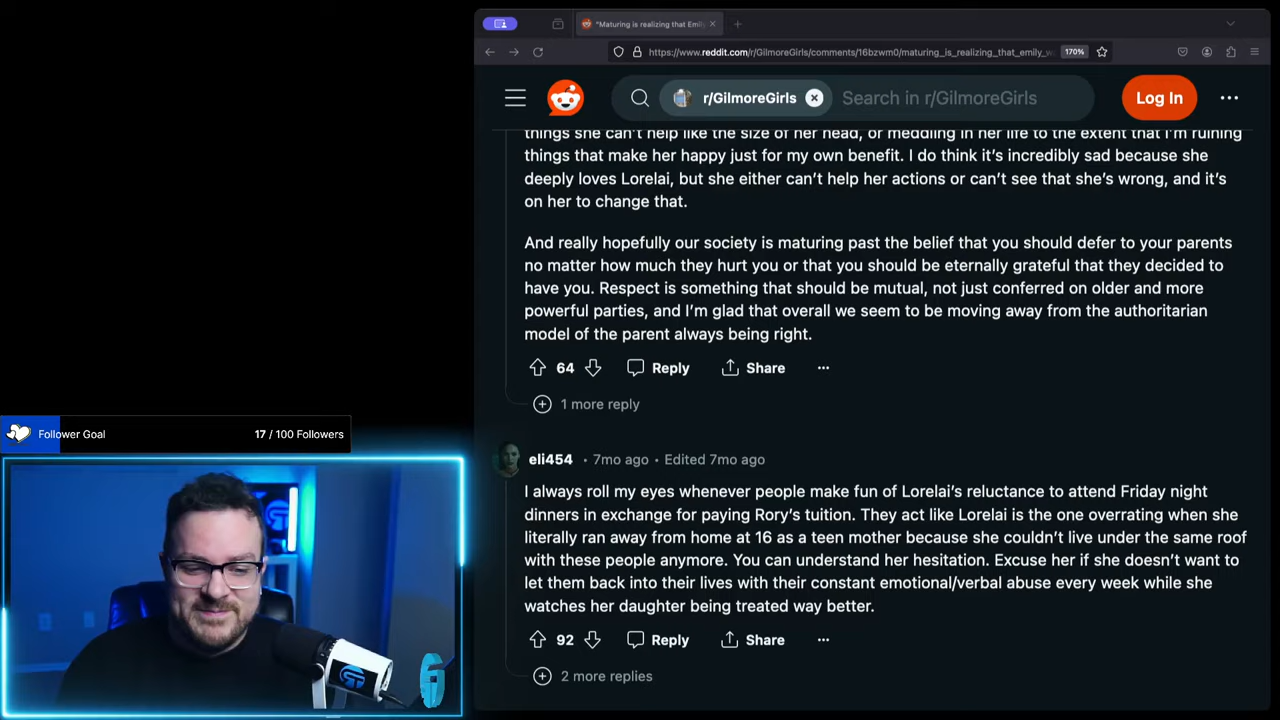 "Maturing is realizing that Emily
https://www.reddit.com/r/GilmoreGirls/comments/16bzwm0/maturing_is_realizing_that_emily_w
170%
r/GilmoreGirls
Search in r/GilmoreGirls
Log In
things she can't help like the size of her head, or meddling in her life to the extent that I'm ruining
things that make her happy just for my own benefit. I do think it's incredibly sad because she
deeply loves Lorelai, but she either can't help her actions or can't see that she's wrong, and it's
on her to change that.
And really hopefully our society is maturing past the belief that you should defer to your parents
no matter how much they hurt you or that you should be eternally grateful that they decided to
have you. Respect is something that should be mutual, not just conferred on older and more
powerful parties, and I'm glad that overall we seem to be moving away from the authoritarian
model of the parent always being right.
64 Reply Share
1 more reply
eli454 • 7mo ago • Edited 7mo ago
I always roll my eyes whenever people make fun of Lorelai's reluctance to attend Friday night
dinners in exchange for paying Rory's tuition. They act like Lorelai is the one overrating when she
literally ran away from home at 16 as a teen mother because she couldn't live under the same roof
with these people anymore. You can understand her hesitation. Excuse her if she doesn't want to
let them back into their lives with their constant emotional/verbal abuse every week while she
watches her daughter being treated way better.
92 Reply Share
2 more replies
Follower Goal 17 / 100 Followers